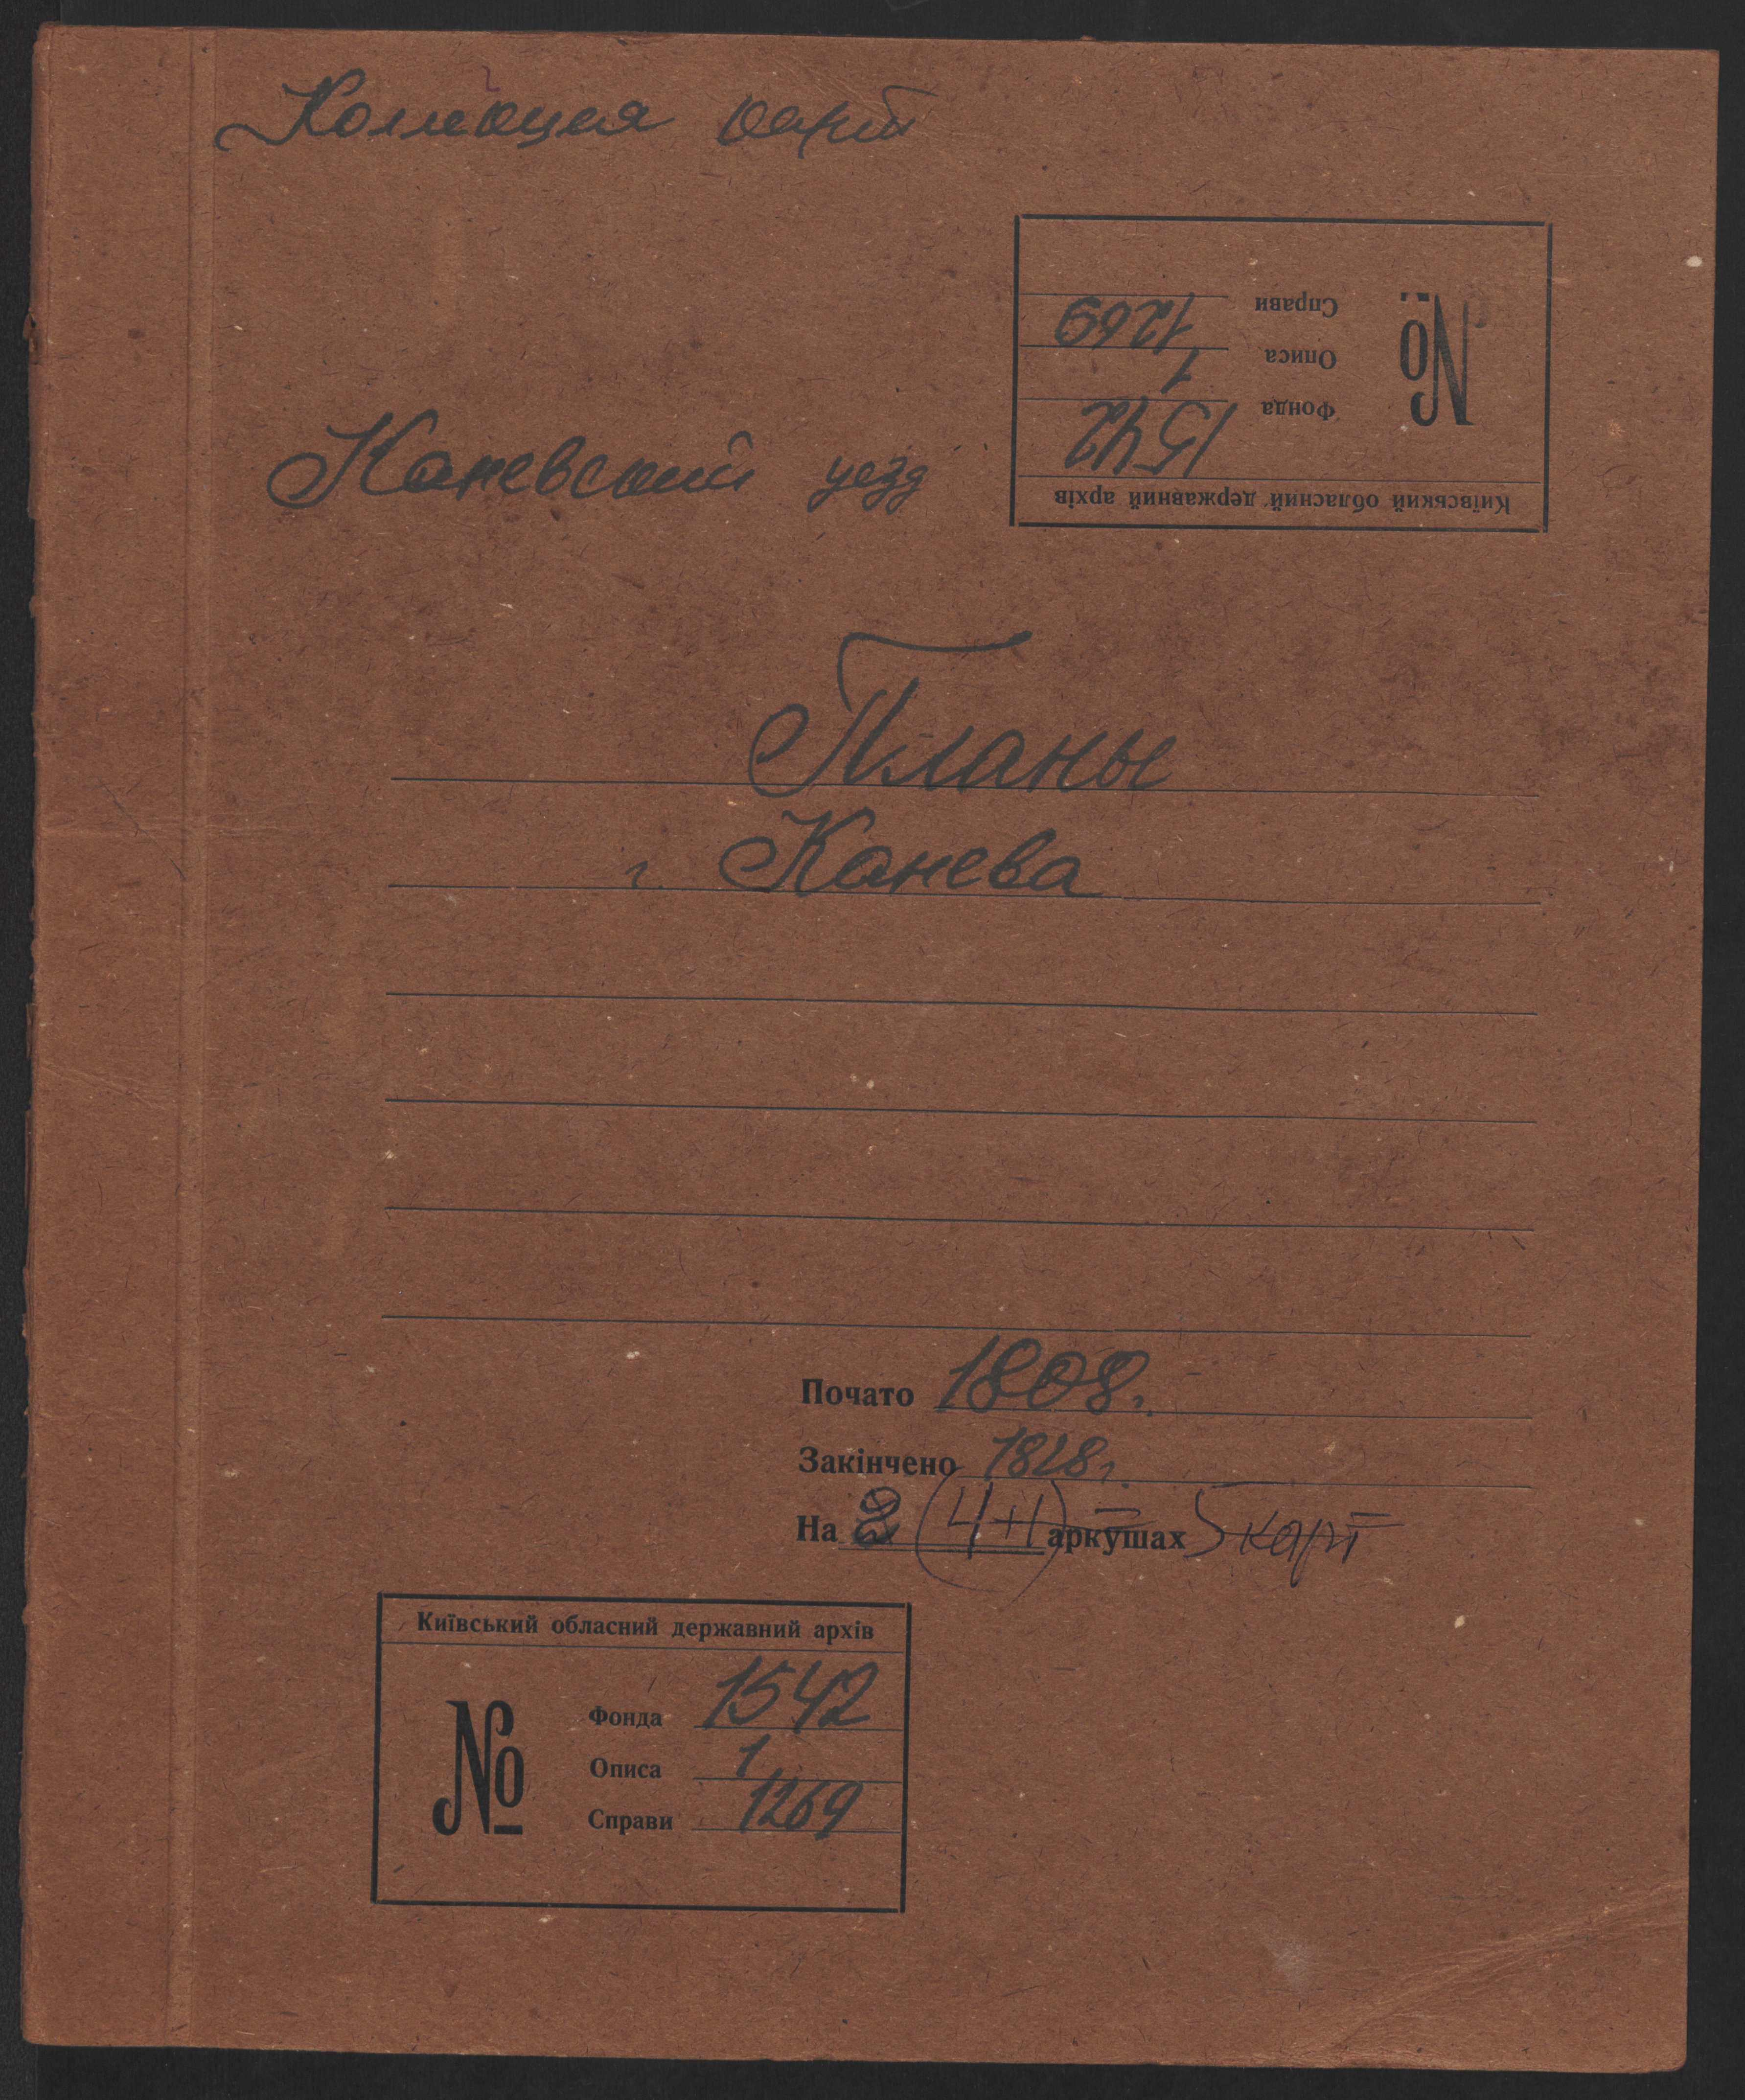 Коллекция карт
Київський обласний державний архів
№
Фонда 1542
Описа 1
Справи 1269
Каневский уезд
Планы
г. Канева
Почато 1808 г.
Закінчено 1828 г.
На 2 (4+1) аркушах 5 карт
Київський обласний державний архів
№
Фонда 1542
Описа 1
Справи 1269